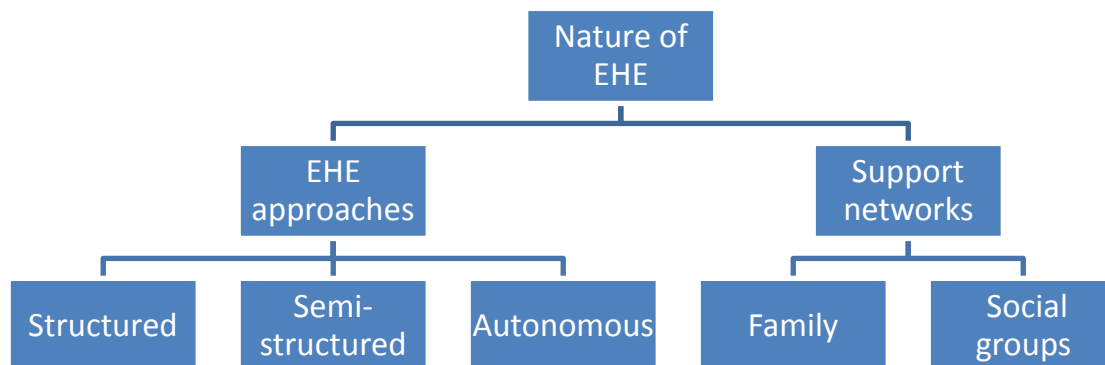 Nature of
EHE
EHE
approaches
Support
networks
Structured
Semi-
structured
Autonomous
Family
Social
groups